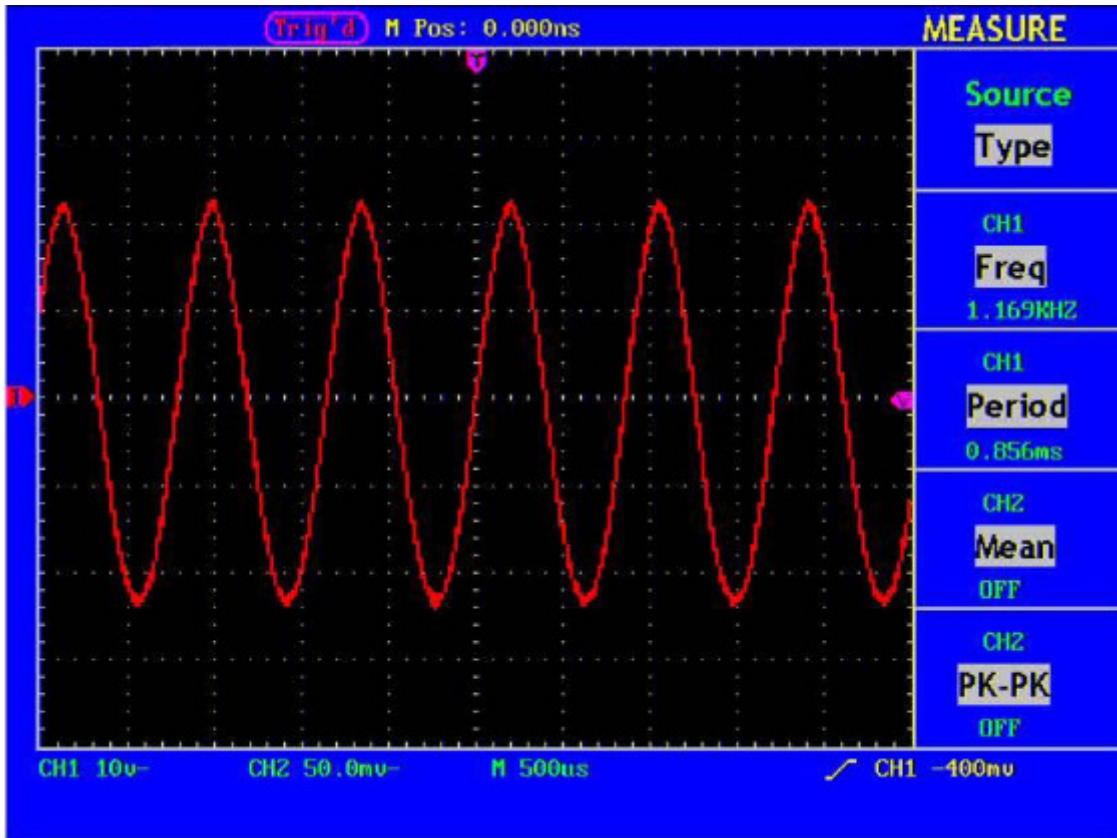 Trig'd M Pos: 0.000ns MEASURE
Source
Type
CH1
Freq
1.169KHZ
CH1
Period
0.856ms
CH2
Mean
OFF
CH2
PK-PK
OFF
CH1 10v- CH2 50.0mv- M 500us CH1 -400mv